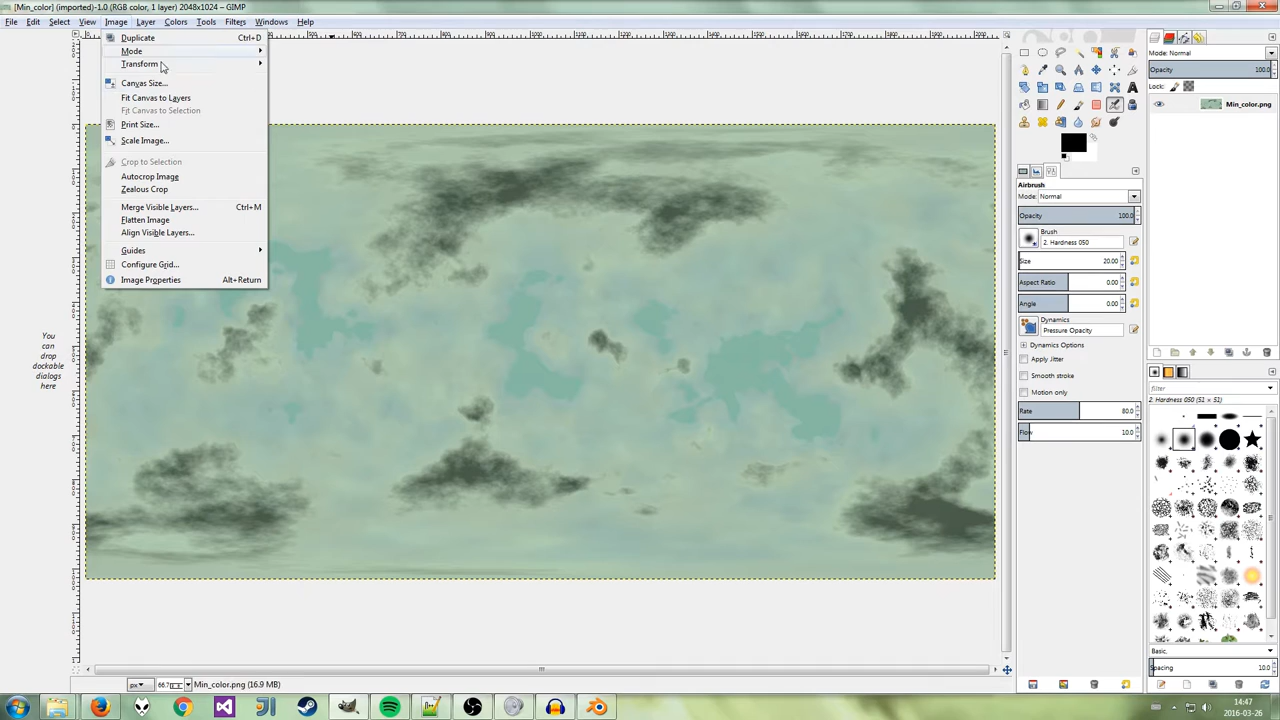 [Min_color] (imported)-1.0 (RGB color, 1 layer) 2048x1024 – GIMP
File Edit Select View Image Layer Colors Tools Filters Windows Help
Duplicate Ctrl+D
Mode
Transform
Canvas Size...
Fit Canvas to Layers
Fit Canvas to Selection
Print Size...
Scale Image...
Crop to Selection
Autocrop Image
Zealous Crop
Merge Visible Layers... Ctrl+M
Flatten Image
Align Visible Layers...
Guides
Configure Grid...
Image Properties Alt+Return
You
can
drop
dockable
dialogs
here
Airbrush
Mode: Normal
Opacity 100.0
Brush
2. Hardness 050
Size 20.00
Aspect Ratio 0.00
Angle 0.00
Dynamics
Pressure Opacity
Dynamics Options
Apply Jitter
Smooth stroke
Motion only
Rate 80.0
Flow 10.0
Mode: Normal
Opacity 100.0
Lock:
Min_color.png
filter
2. Hardness 050 (51 × 51)
Basic,
Spacing 10.0
px Min_color.png (16.9 MB)
14:47
2016-03-26